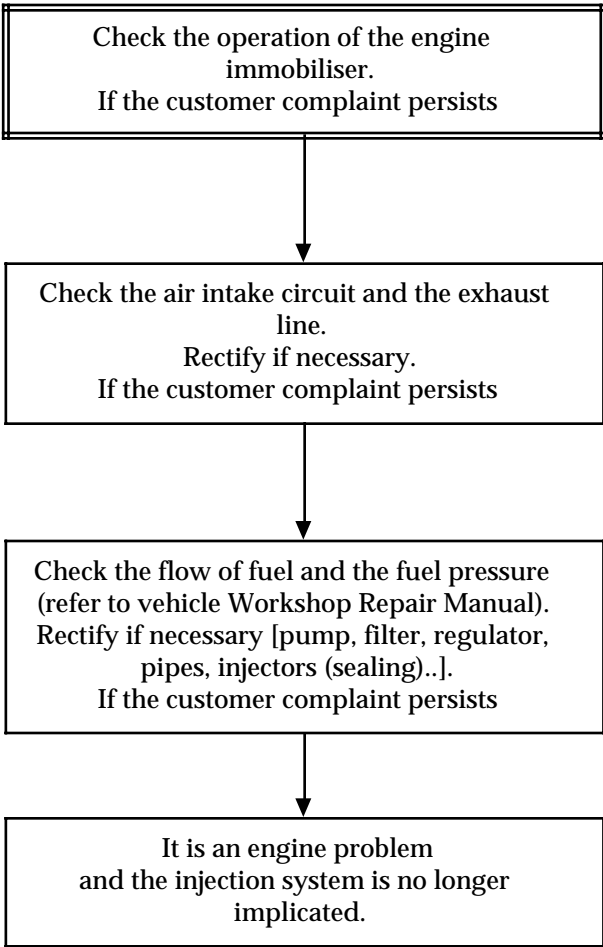 Check the operation of the engine
immobiliser.
If the customer complaint persists
Check the air intake circuit and the exhaust
line.
Rectify if necessary.
If the customer complaint persists
Check the flow of fuel and the fuel pressure
(refer to vehicle Workshop Repair Manual).
Rectify if necessary [pump, filter, regulator,
pipes, injectors (sealing)..].
If the customer complaint persists
It is an engine problem
and the injection system is no longer
implicated.